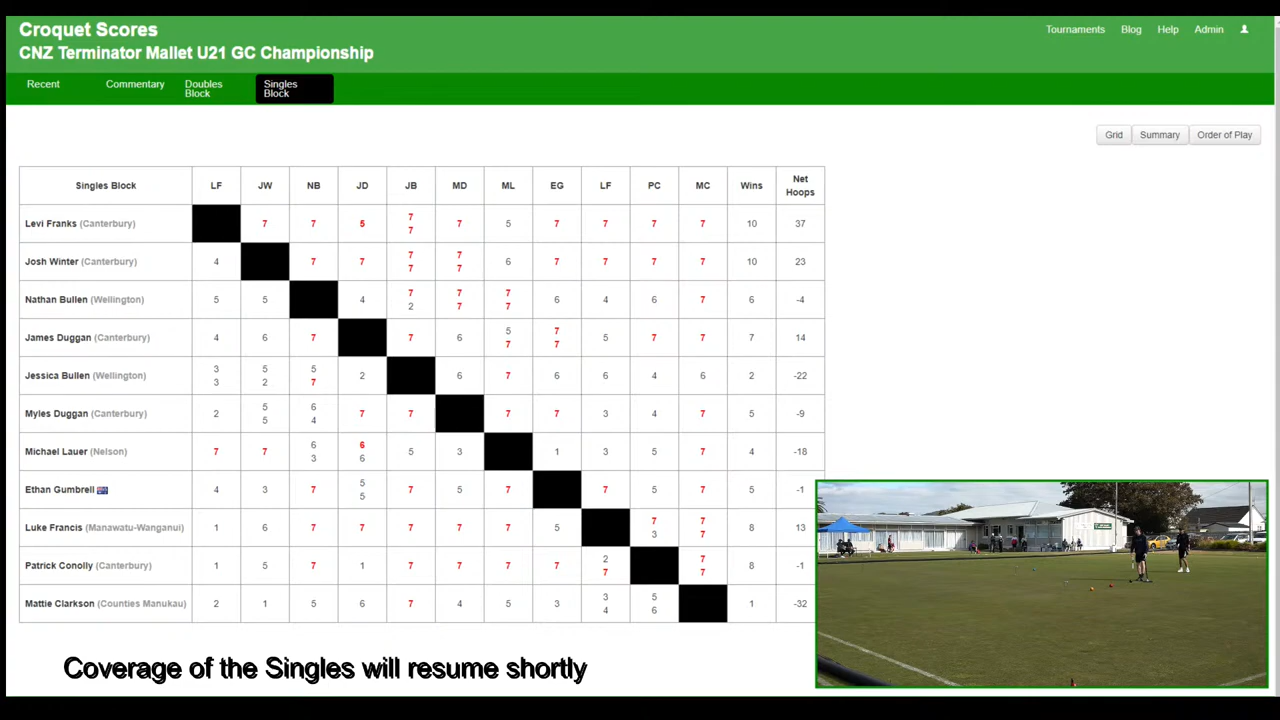 Croquet Scores
Tournaments Blog Help Admin
CNZ Terminator Mallet U21 GC Championship
Recent Commentary Doubles Block Singles Block
Grid Summary Order of Play
Singles Block LF JW NB JD JB MD ML EG LF PC MC Wins Net Hoops
Levi Franks (Canterbury) 7 7 5 7 7 7 5 7 7 7 7 10 37
Josh Winter (Canterbury) 4 7 7 7 7 7 7 6 7 7 7 7 10 23
Nathan Bullen (Wellington) 5 5 4 7 2 7 7 7 7 6 4 6 7 6 -4
James Duggan (Canterbury) 4 6 7 7 6 5 7 7 7 5 7 7 7 14
Jessica Bullen (Wellington) 3 3 5 2 5 7 2 6 7 6 6 4 6 2 -22
Myles Duggan (Canterbury) 2 5 5 6 4 7 7 7 7 3 4 7 5 -9
Michael Lauer (Nelson) 7 7 6 3 6 6 5 3 1 3 5 7 4 -18
Ethan Gumbrell 4 3 7 5 5 7 5 7 7 5 7 5 -1
Luke Francis (Manawatu-Wanganui) 1 6 7 7 7 7 7 5 7 3 7 7 8 13
Patrick Conolly (Canterbury) 1 5 7 1 7 7 7 7 2 7 7 7 8 -1
Mattie Clarkson (Counties Manukau) 2 1 5 6 7 4 5 3 3 4 5 6 1 -32
Coverage of the Singles will resume shortly